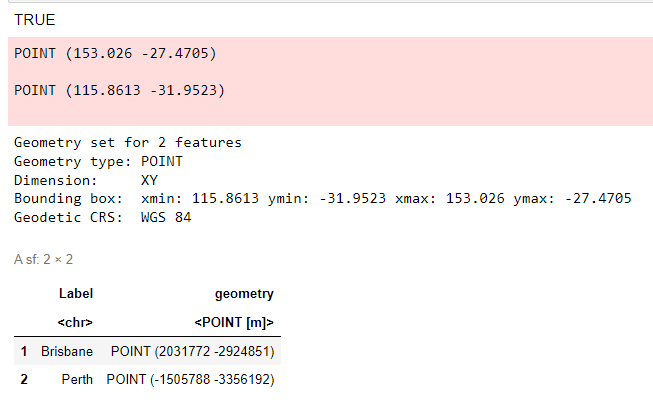 TRUE
POINT (153.026 -27.4705)
POINT (115.8613 -31.9523)
Geometry set for 2 features
Geometry type: POINT
Dimension:     XY
Bounding box:  xmin: 115.8613 ymin: -31.9523 xmax: 153.026 ymax: -27.4705
Geodetic CRS:  WGS 84
A sf: 2 × 2
Label geometry
<chr> <POINT [m]>
1 Brisbane POINT (2031772 -2924851)
2 Perth POINT (-1505788 -3356192)